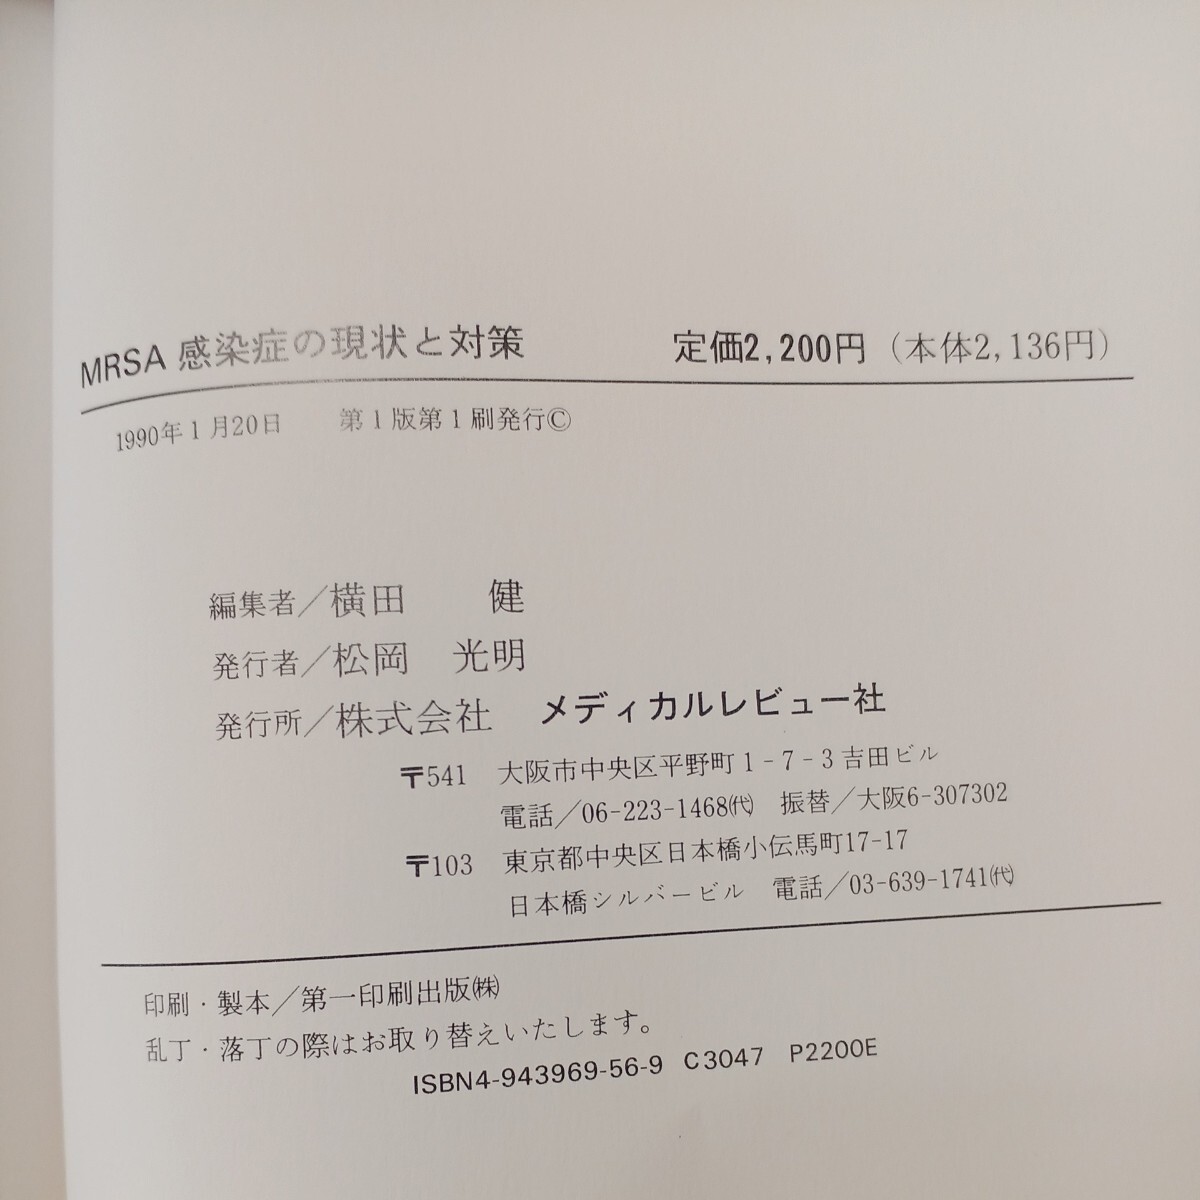 MRSA 感染症の現状と対策　定価2,200円（本体2,136円）
1990年1月20日　第1版第1刷発行Ⓒ
編集者／横田　健
発行者／松岡　光明
発行所／株式会社　メディカルレビュー社
〒541　大阪市中央区平野町1-7-3吉田ビル
電話／06-223-1468㈹　振替／大阪6-307302
〒103　東京都中央区日本橋小伝馬町17-17
日本橋シルバービル　電話／03-639-1741㈹
印刷・製本／第一印刷出版㈱
乱丁・落丁の際はお取り替えいたします。
ISBN4-943969-56-9 C3047 P2200E